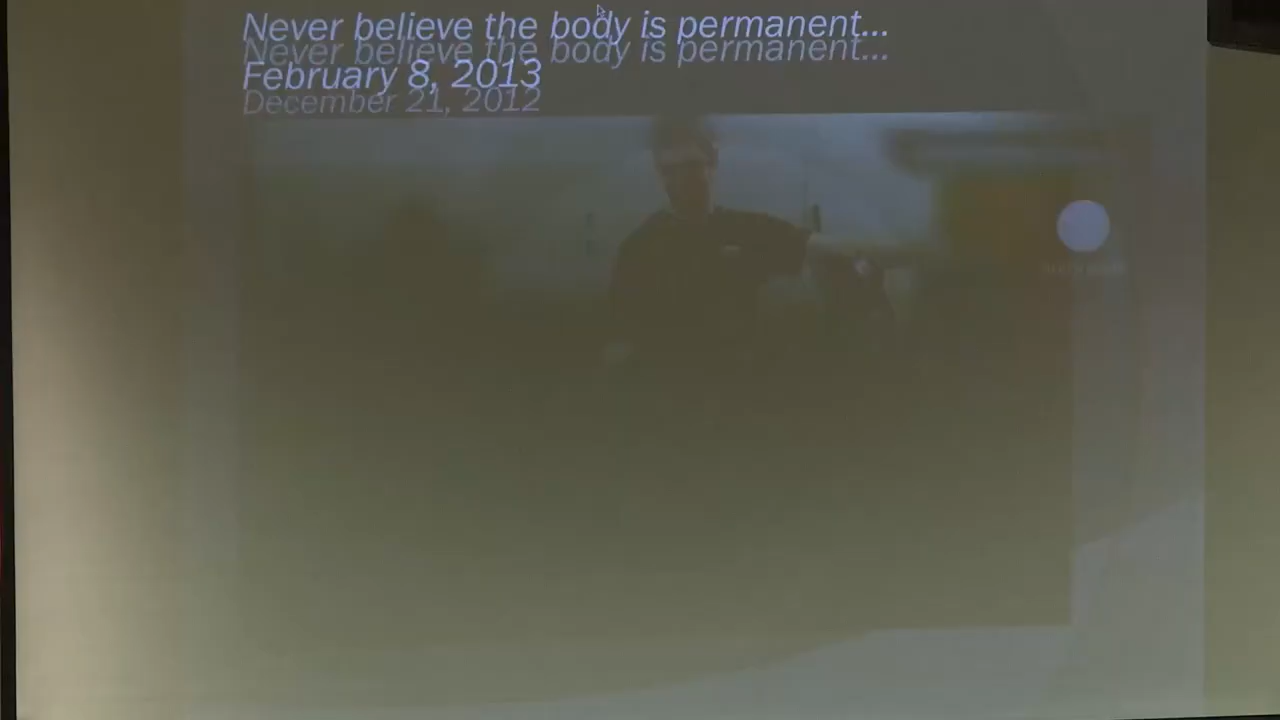 Never believe the body is permanent...
Never believe the body is permanent...
February 8, 2013
December 21, 2012